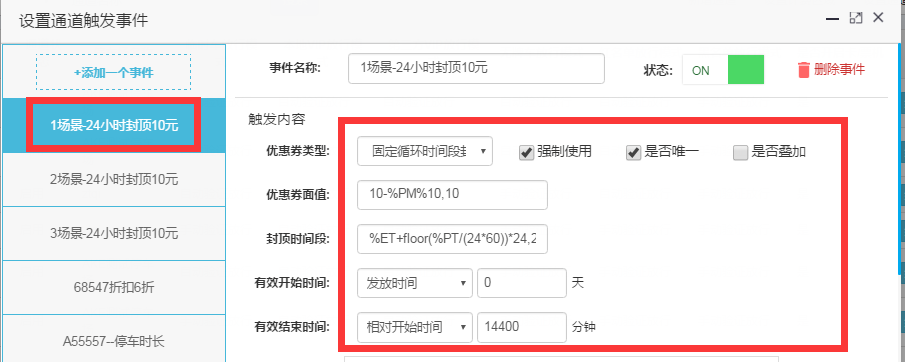 设置通道触发事件
+添加一个事件
1场景-24小时封顶10元
2场景-24小时封顶10元
3场景-24小时封顶10元
68547折扣6折
A55557--停车时长
事件名称: 1场景-24小时封顶10元 状态: ON 删除事件
触发内容
优惠券类型: 固定循环时间段 强制使用 是否唯一 是否叠加
优惠券面值: 10-%PM%10,10
封顶时间段: %ET+floor(%PT/(24*60))*24,2
有效开始时间: 发放时间 0 天
有效结束时间: 相对开始时间 14400 分钟